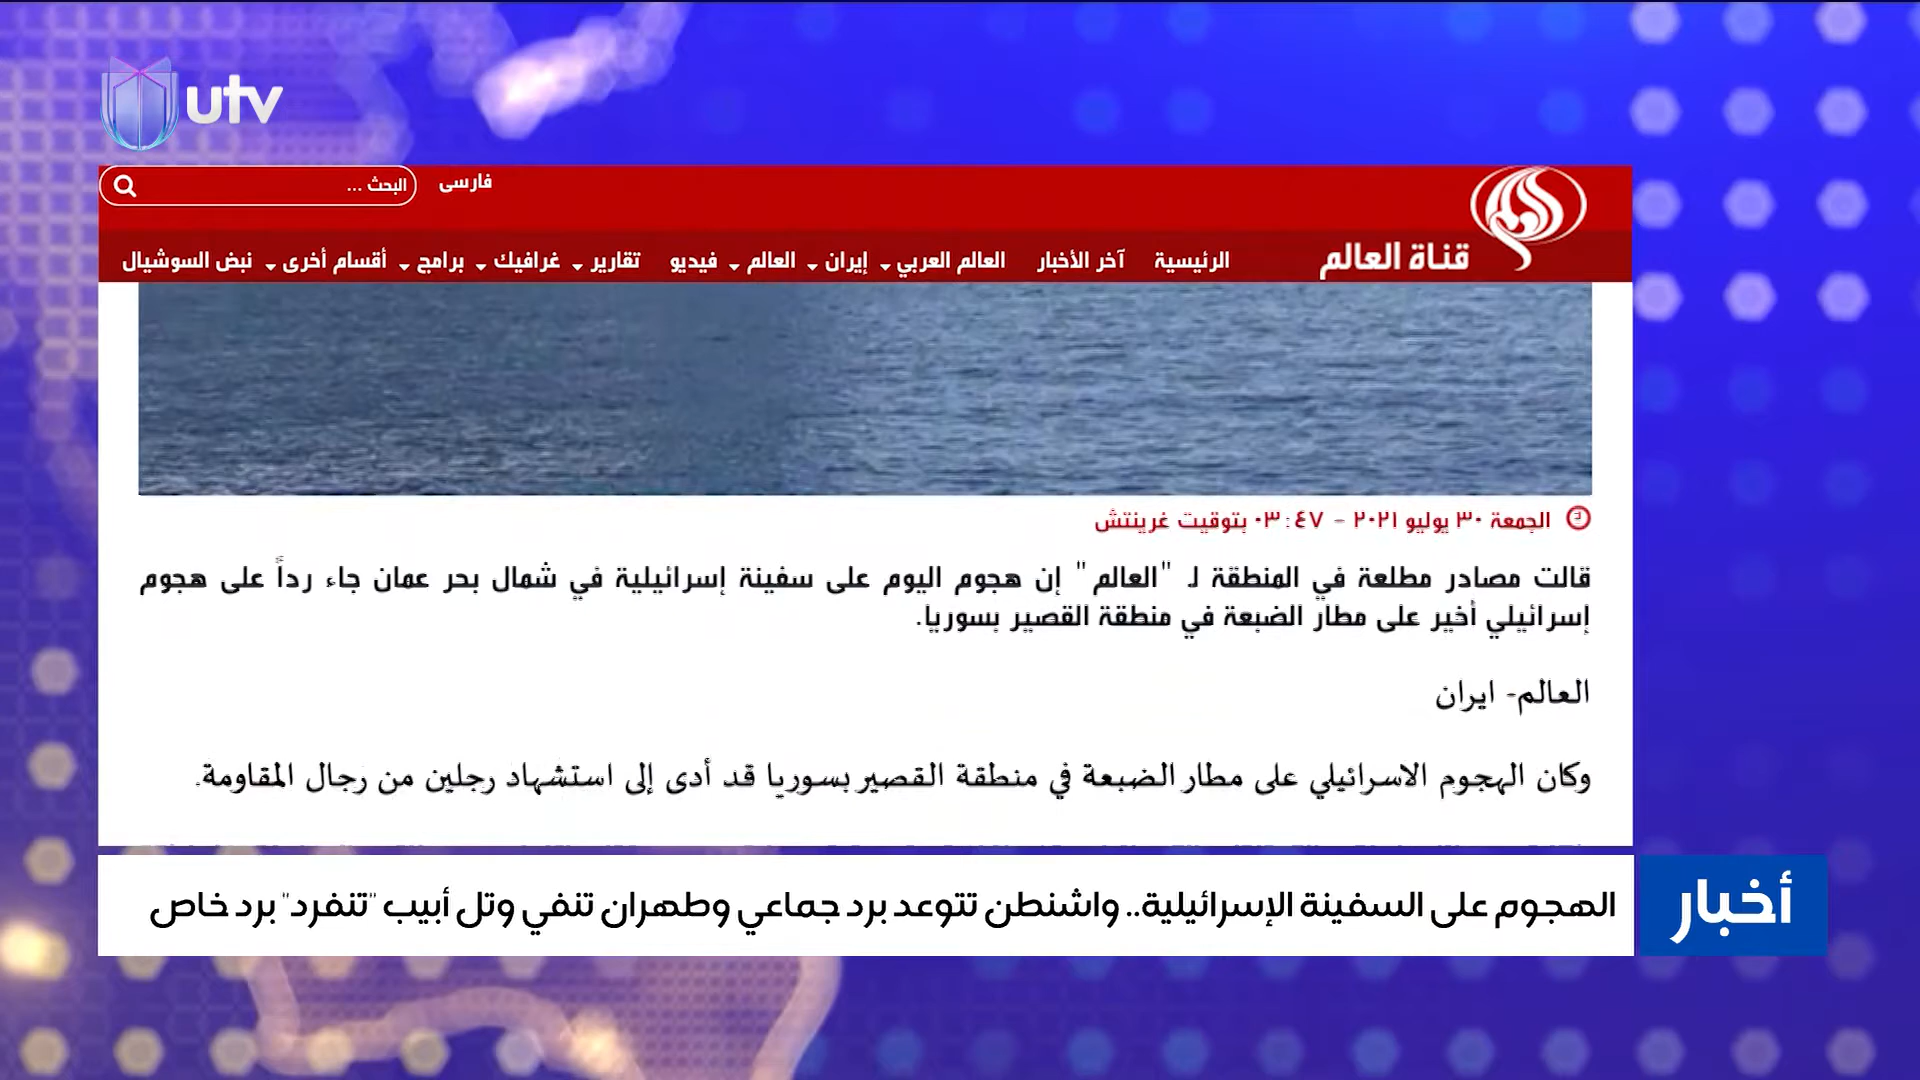 utv
فارسى
البحث ...
قناة العالم
الرئيسية آخر الأخبار العالم العربي إيران العالم فيديو تقارير غرافيك برامج أقسام أخرى نبض السوشيال
الجمعة ٣٠ يوليو ٢٠٢١ - ٠٣:٤٧ بتوقيت غرينتش
قالت مصادر مطلعة في المنطقة لـ "العالم" إن هجوم اليوم على سفينة إسرائيلية في شمال بحر عمان جاء رداً على هجوم
إسرائيلي أخير على مطار الضبعة في منطقة القصير بسوريا.
العالم- ايران
وكان الهجوم الاسرائيلي على مطار الضبعة في منطقة القصير بسوريا قد أدى إلى استشهاد رجلين من رجال المقاومة.
أخبار
الهجوم على السفينة الإسرائيلية.. واشنطن تتوعد برد جماعي وطهران تنفي وتل أبيب "تنفرد" برد خاص